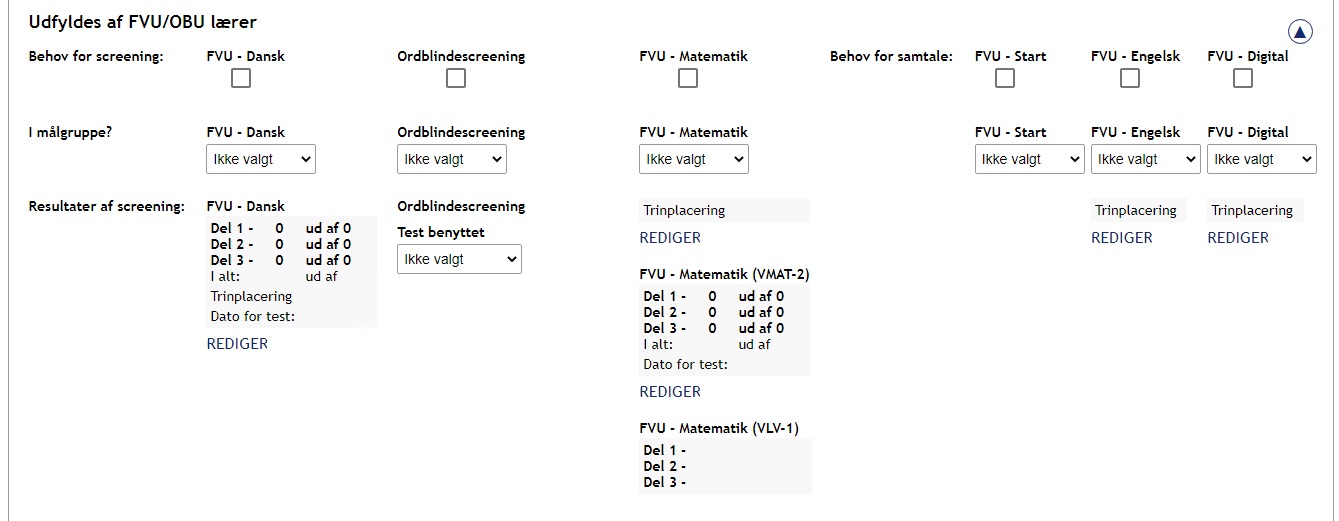 Udfyldes af FVU/OBU lærer
Behov for screening: FVU - Dansk Ordblindescreening FVU - Matematik Behov for samtale: FVU - Start FVU - Engelsk FVU - Digital
I målgruppe? FVU - Dansk Ordblindescreening FVU - Matematik FVU - Start FVU - Engelsk FVU - Digital
Ikke valgt Ikke valgt Ikke valgt Ikke valgt Ikke valgt Ikke valgt
Resultater af screening: FVU - Dansk Ordblindescreening Trinplacering Trinplacering Trinplacering
Del 1 - 0 ud af 0 Test benyttet REDIGER REDIGER REDIGER
Del 2 - 0 ud af 0 Ikke valgt
Del 3 - 0 ud af 0
I alt: ud af FVU - Matematik (VMAT-2)
Trinplacering Del 1 - 0 ud af 0
Dato for test: Del 2 - 0 ud af 0
Del 3 - 0 ud af 0
REDIGER I alt: ud af
Dato for test:
REDIGER
FVU - Matematik (VLV-1)
Del 1 -
Del 2 -
Del 3 -